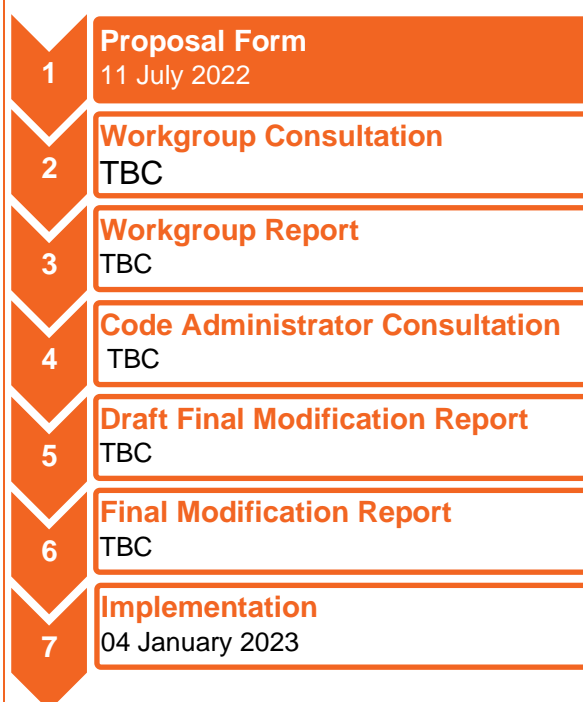 1
Proposal Form
11 July 2022
2
Workgroup Consultation
TBC
3
Workgroup Report
TBC
4
Code Administrator Consultation
TBC
5
Draft Final Modification Report
TBC
6
Final Modification Report
TBC
7
Implementation
04 January 2023